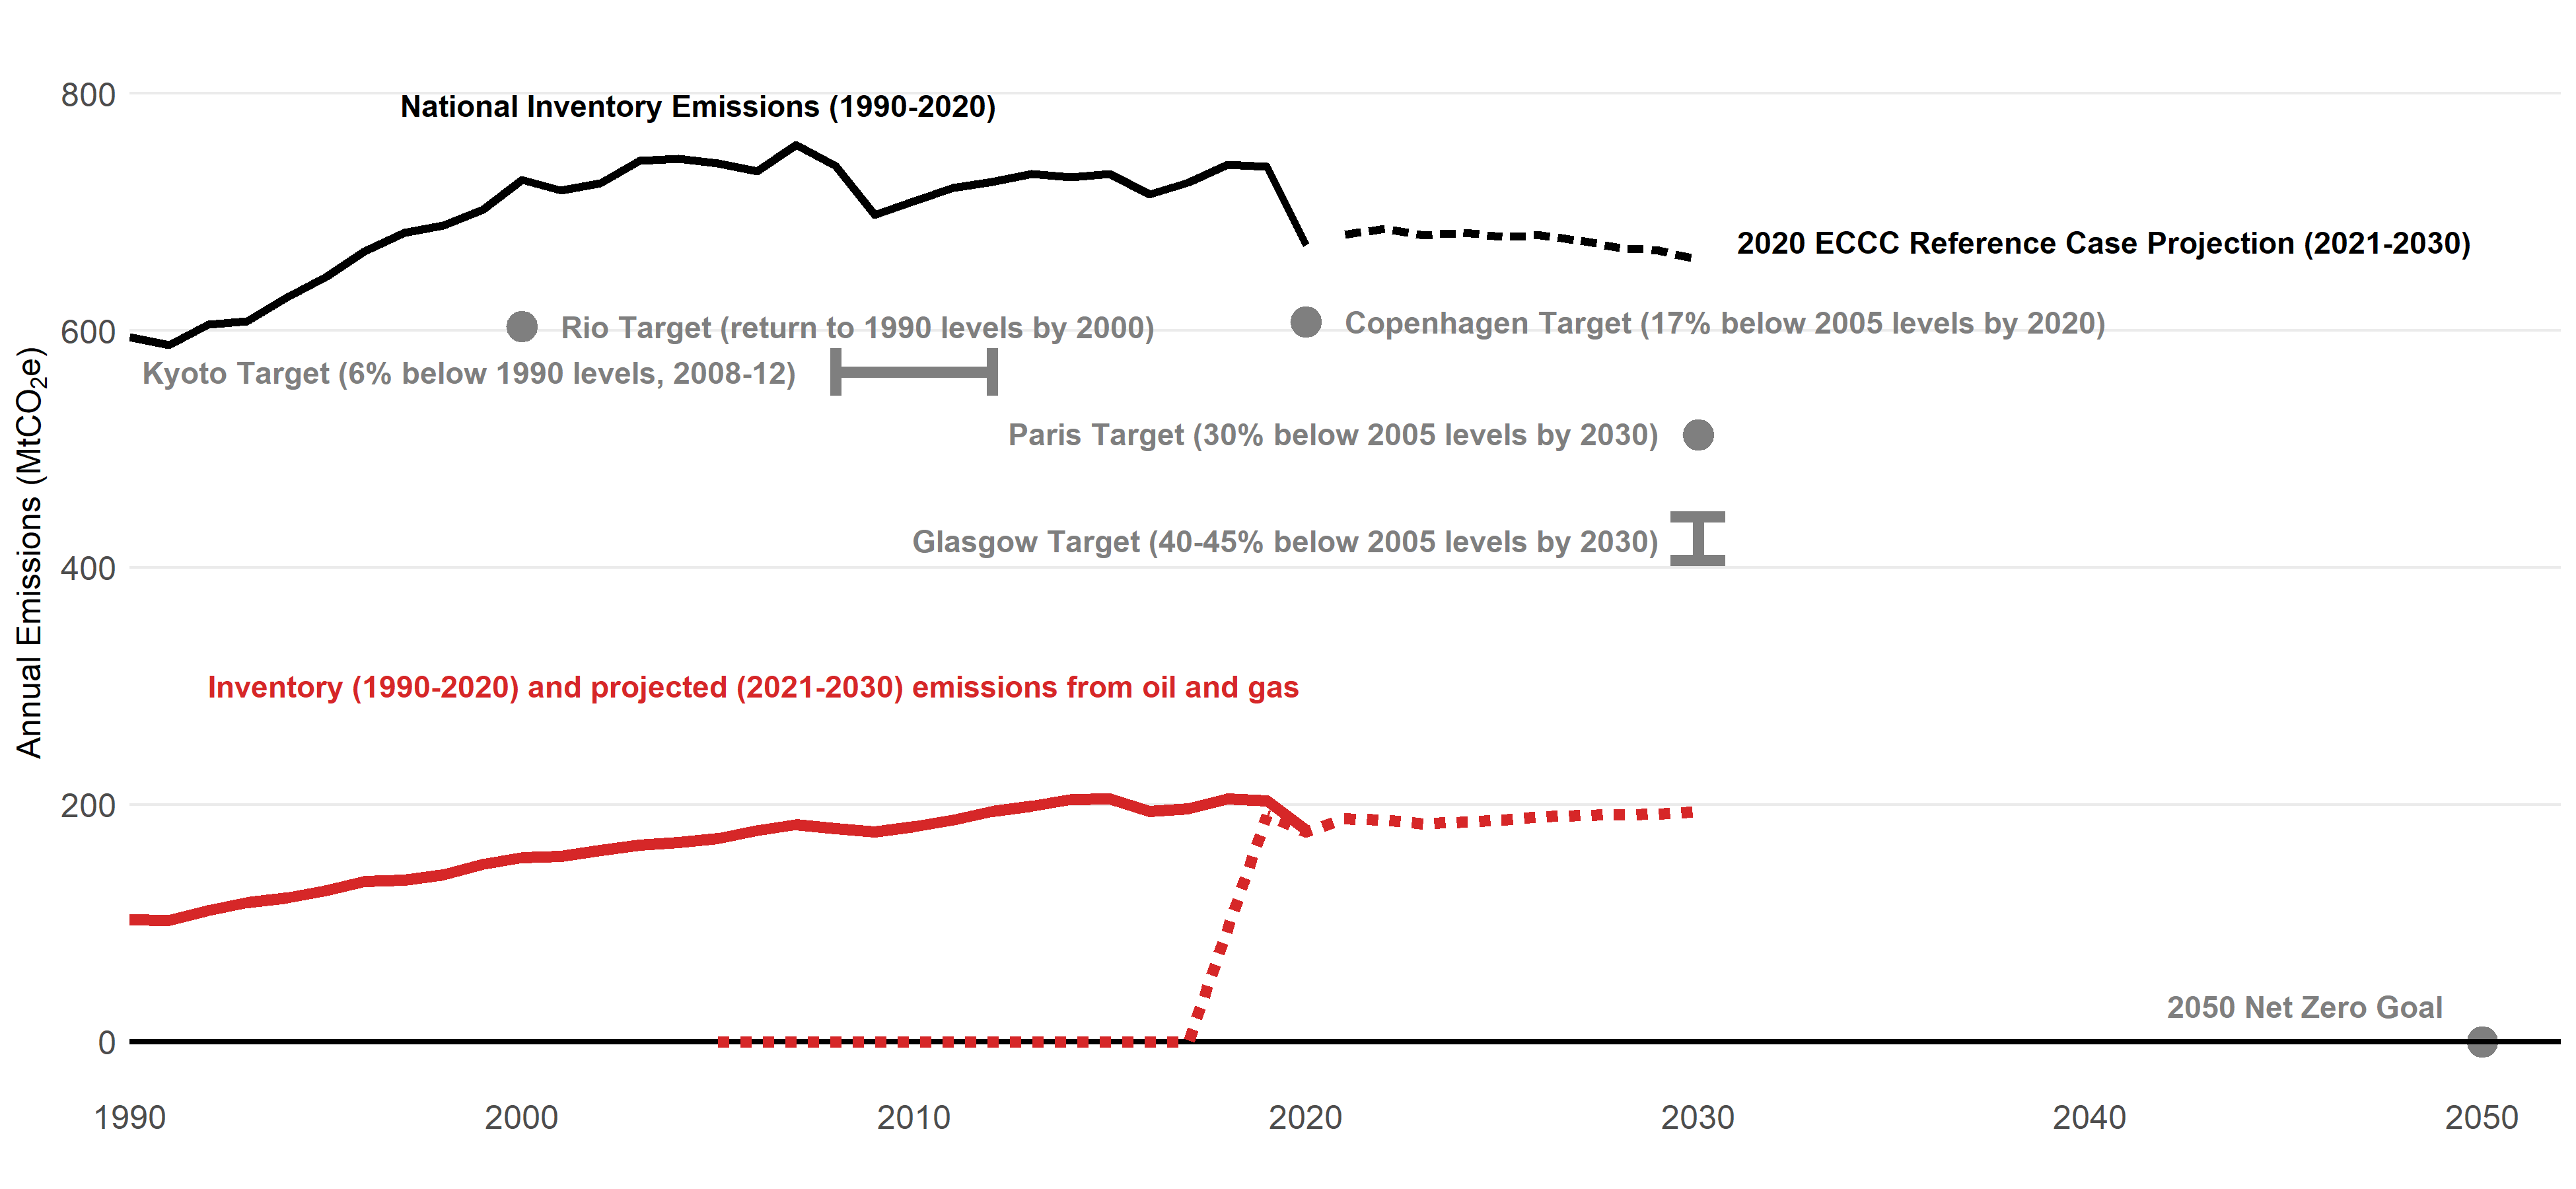 800
National Inventory Emissions (1990-2020)
2020 ECCC Reference Case Projection (2021-2030)
600
Rio Target (return to 1990 levels by 2000)
Copenhagen Target (17% below 2005 levels by 2020)
Kyoto Target (6% below 1990 levels, 2008-12)
Paris Target (30% below 2005 levels by 2030)
Glasgow Target (40-45% below 2005 levels by 2030)
400
Annual Emissions (MtCO₂e)
Inventory (1990-2020) and projected (2021-2030) emissions from oil and gas
200
2050 Net Zero Goal
0
1990 2000 2010 2020 2030 2040 2050